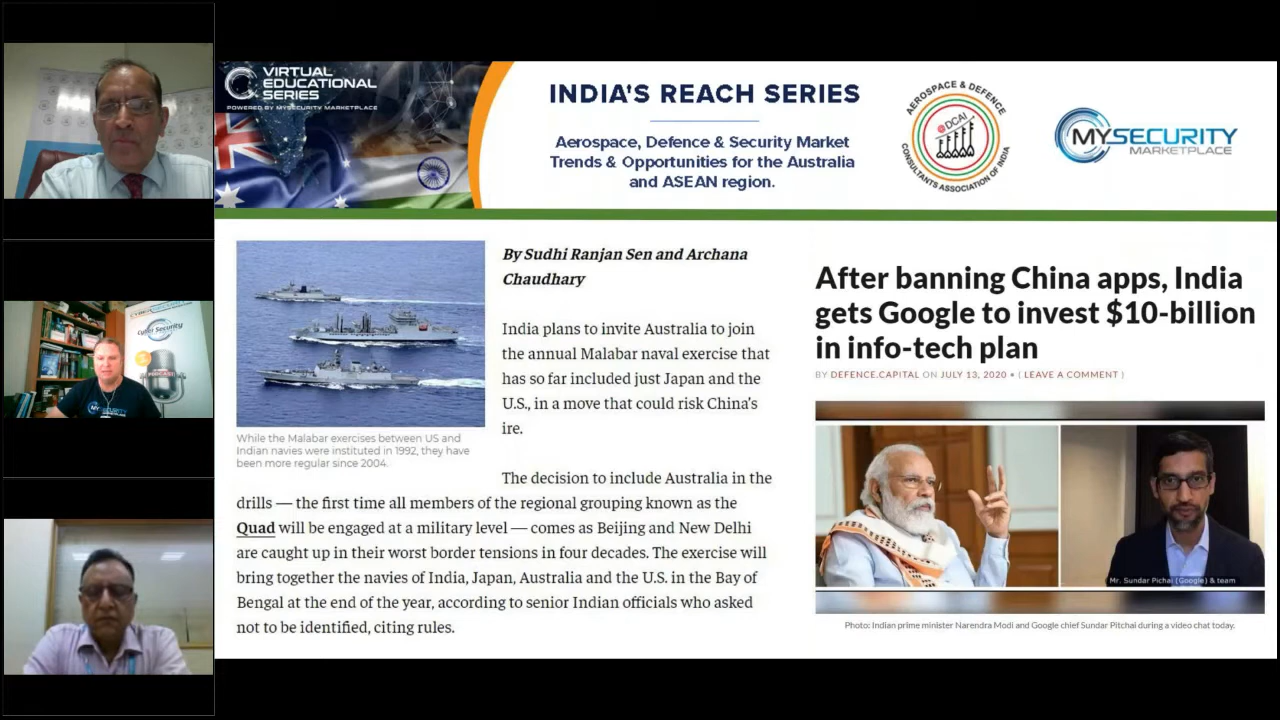 VIRTUAL
EDUCATIONAL
SERIES
POWERED BY MYSECURITY MARKETPLACE
INDIA'S REACH SERIES
Aerospace, Defence & Security Market
Trends & Opportunities for the Australia
and ASEAN region.
AEROSPACE & DEFENCE
@DCAI
CONSULTANTS ASSOCIATION OF INDIA
MYSECURITY
MARKETPLACE
By Sudhi Ranjan Sen and Archana
Chaudhary
India plans to invite Australia to join
the annual Malabar naval exercise that
has so far included just Japan and the
U.S., in a move that could risk China's
ire.
While the Malabar exercises between US and
Indian navies were instituted in 1992, they have
been more regular since 2004.
The decision to include Australia in the
drills — the first time all members of the regional grouping known as the
Quad will be engaged at a military level — comes as Beijing and New Delhi
are caught up in their worst border tensions in four decades. The exercise will
bring together the navies of India, Japan, Australia and the U.S. in the Bay of
Bengal at the end of the year, according to senior Indian officials who asked
not to be identified, citing rules.
After banning China apps, India
gets Google to invest $10-billion
in info-tech plan
BY DEFENCE.CAPITAL ON JULY 13, 2020 • ( LEAVE A COMMENT )
Mr. Sundar Pichai (Google) & team
Photo: Indian prime minister Narendra Modi and Google chief Sundar Pitchai during a video chat today.
Cyber Security
PODCAST
MYSECURITY